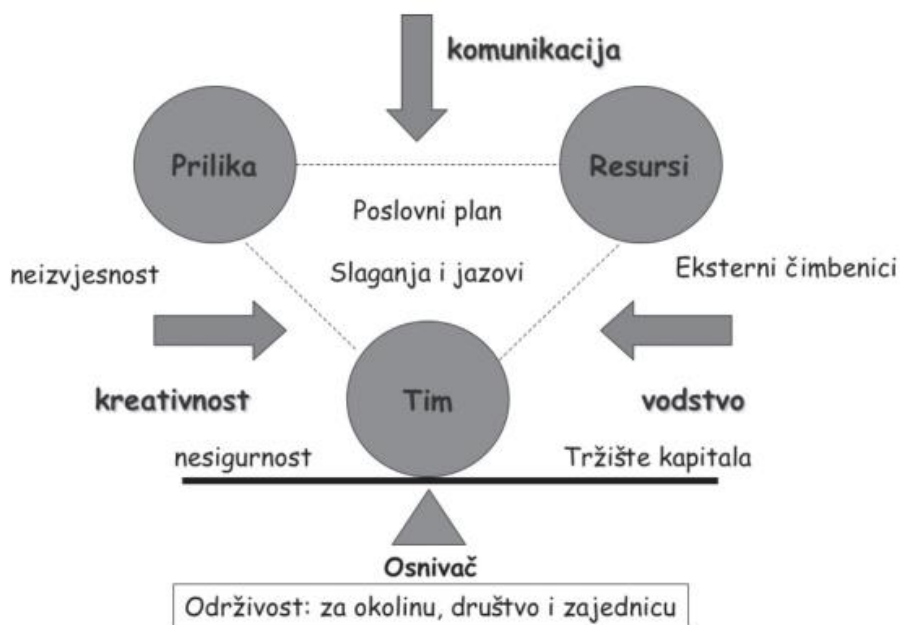 komunikacija
Prilika
Resursi
Poslovni plan
Slaganja i jazovi
neizvjesnost
Eksterni čimbenici
kreativnost
Tim
vodstvo
nesigurnost
Tržište kapitala
Osnivač
Održivost: za okolinu, društvo i zajednicu